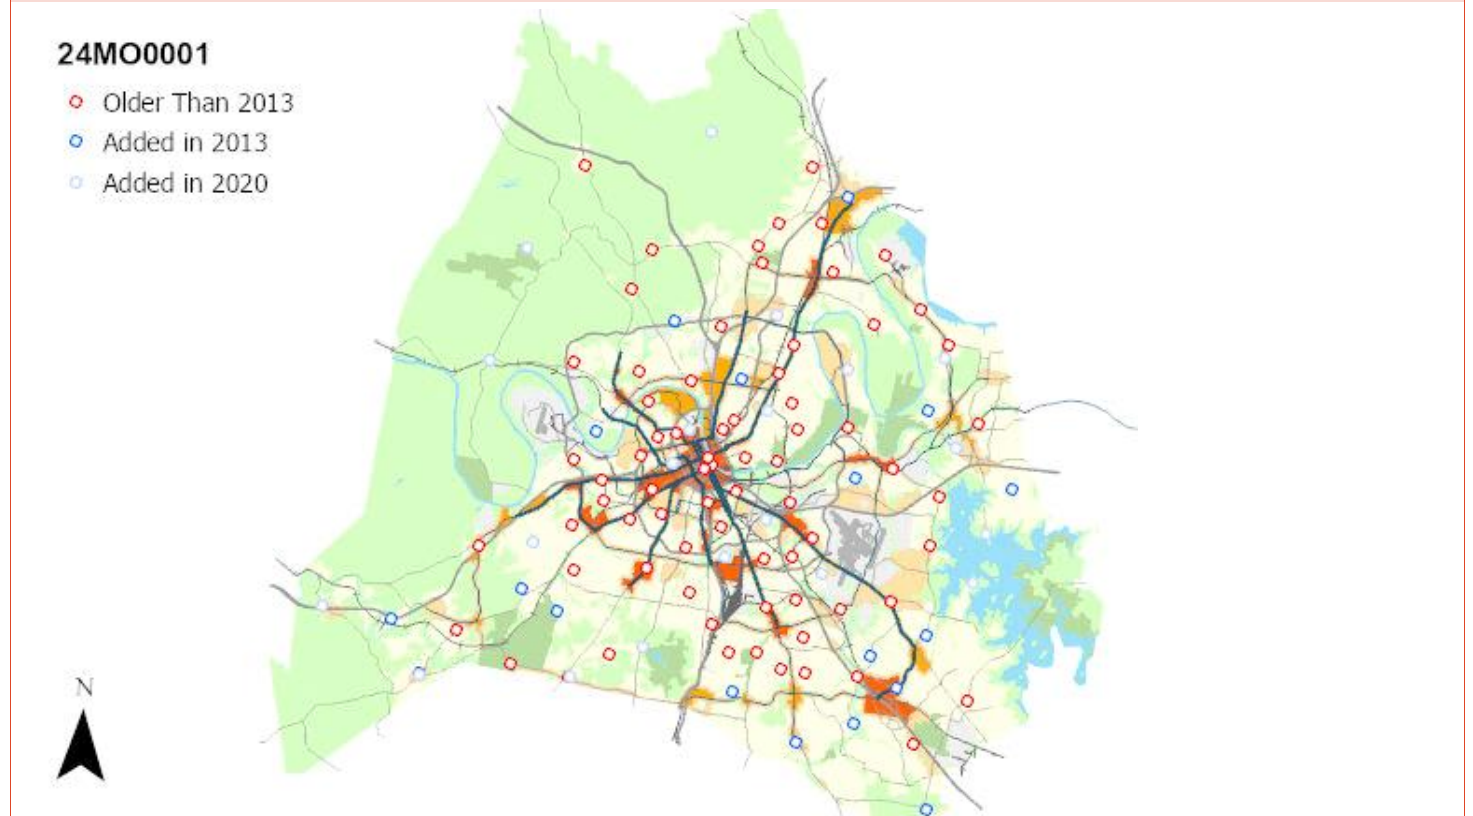 24MO0001
Older Than 2013
Added in 2013
Added in 2020
N